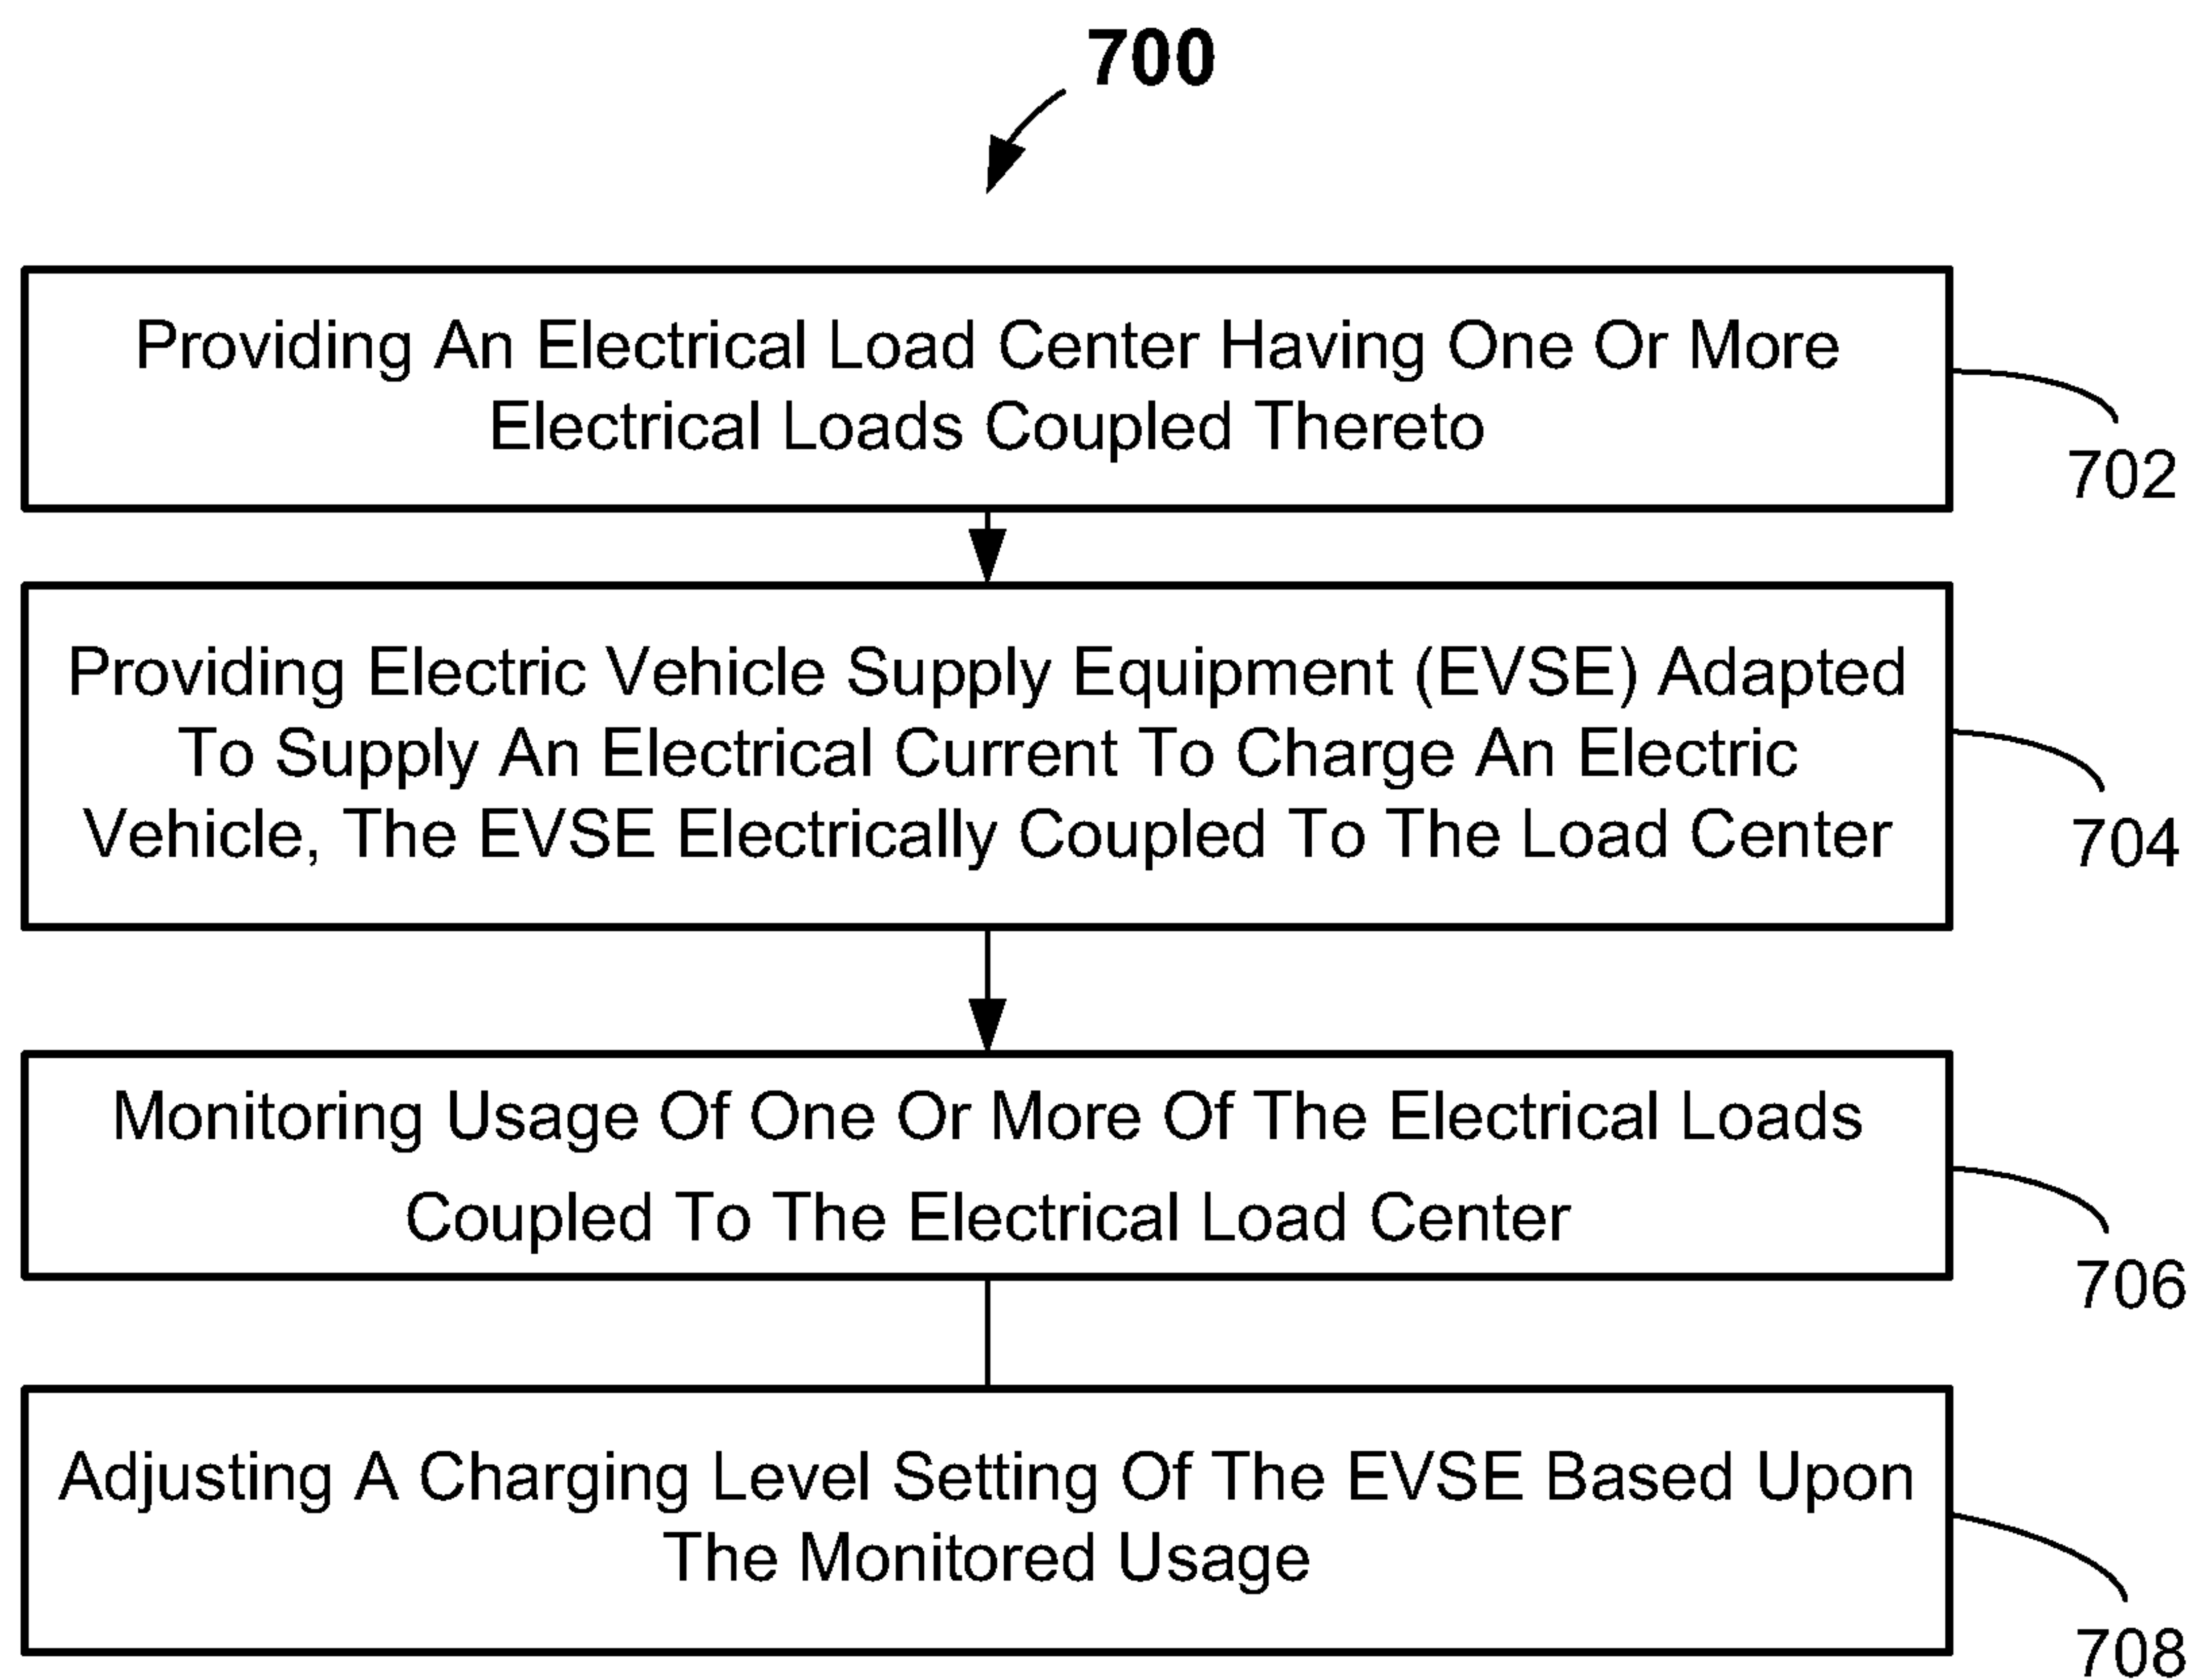 700
Providing An Electrical Load Center Having One Or More
Electrical Loads Coupled Thereto
702
Providing Electric Vehicle Supply Equipment (EVSE) Adapted
To Supply An Electrical Current To Charge An Electric
Vehicle, The EVSE Electrically Coupled To The Load Center
704
Monitoring Usage Of One Or More Of The Electrical Loads
Coupled To The Electrical Load Center
706
Adjusting A Charging Level Setting Of The EVSE Based Upon
The Monitored Usage
708